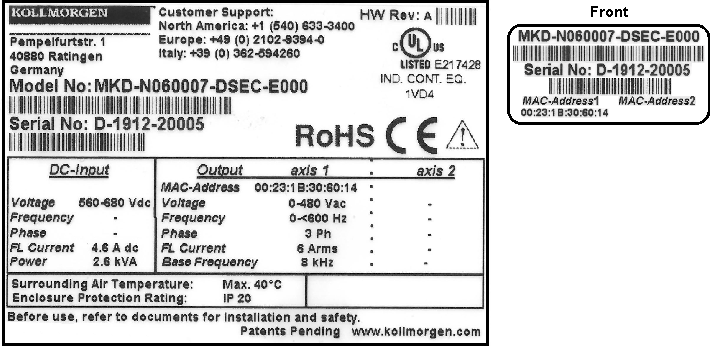 KOLLMORGEN
Pempelfurtstr. 1
40880 Ratingen
Germany
Customer Support:
North America: +1 (540) 633-3400
Europe: +49 (0) 2102-9394-0
Italy: +39 (0) 362-594260
HW Rev: A
C UL US
LISTED E217428
IND. CONT. EQ.
1VD4
Model No: MKD-N060007-DSEC-E000
Serial No: D-1912-20005
RoHS CE
DC-Input
Voltage 560-680 Vdc
Frequency -
Phase -
FL Current 4.6 A dc
Power 2.6 kVA
Output axis 1 axis 2
MAC-Address 00:23:1B:30:60:14 -
Voltage 0-480 Vac -
Frequency 0-<600 Hz -
Phase 3 Ph -
FL Current 6 Arms -
Base Frequency 8 kHz -
Surrounding Air Temperature: Max. 40°C
Enclosure Protection Rating: IP 20
Before use, refer to documents for installation and safety.
Patents Pending www.kollmorgen.com
Front
MKD-N060007-DSEC-E000
Serial No: D-1912-20005
MAC-Address1 MAC-Address2
00:23:1B:30:60:14